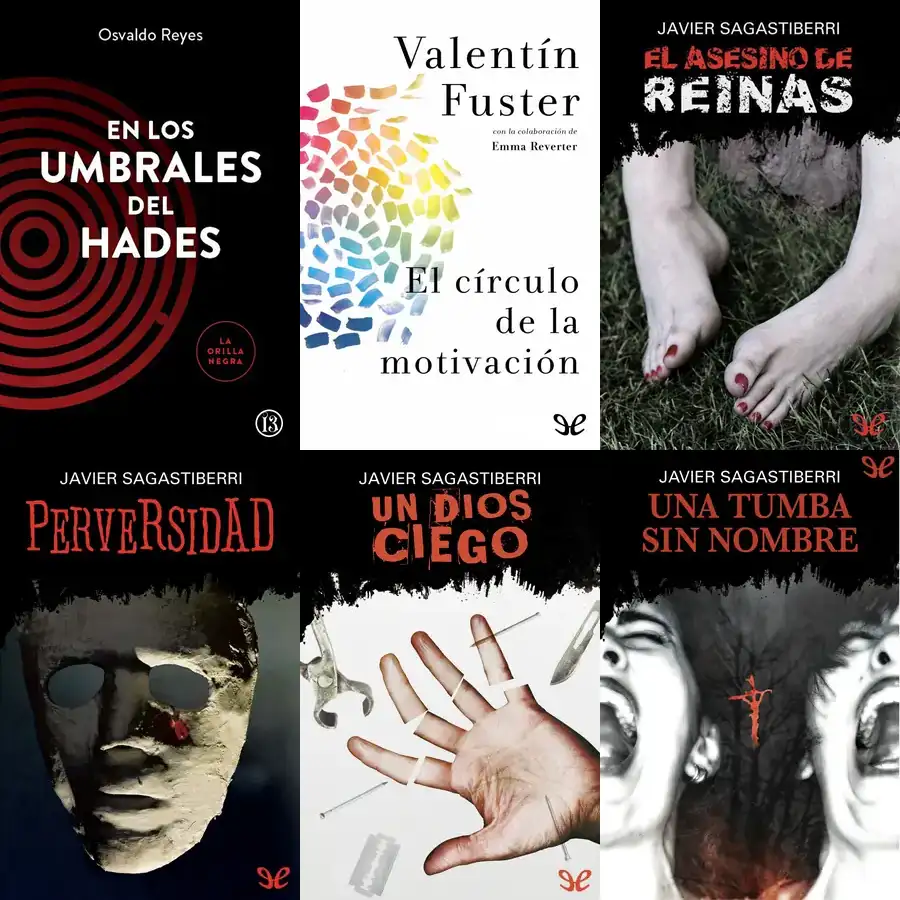 Osvaldo Reyes
EN LOS
UMBRALES
DEL
HADES
LA
ORILLA
NEGRA
13
Valentín
Fuster
con la colaboración de
Emma Reverter
El círculo
de la
motivación
JAVIER SAGASTIBERRI
EL ASESINO DE
REINAS
JAVIER SAGASTIBERRI
PERVERSIDAD
JAVIER SAGASTIBERRI
UN DIOS
CIEGO
JAVIER SAGASTIBERRI
UNA TUMBA
SIN NOMBRE